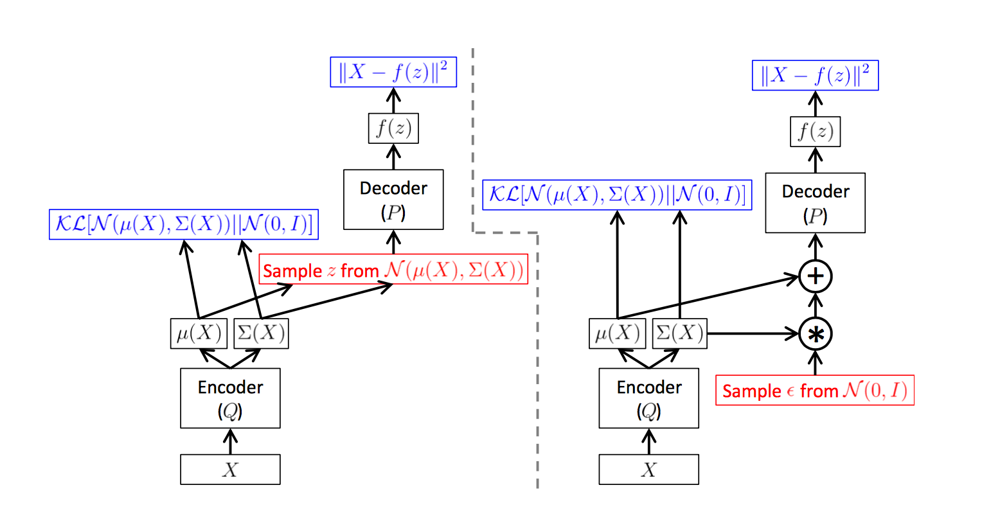 ‖X − f(z)‖²
f(z)
Decoder
(P)
𝒦ℒ[𝒩(μ(X), Σ(X))||𝒩(0, I)]
Sample z from 𝒩(μ(X), Σ(X))
μ(X) Σ(X)
Encoder
(Q)
X
‖X − f(z)‖²
f(z)
Decoder
(P)
𝒦ℒ[𝒩(μ(X), Σ(X))||𝒩(0, I)]
+
μ(X) Σ(X) *
Sample ϵ from 𝒩(0, I)
Encoder
(Q)
X